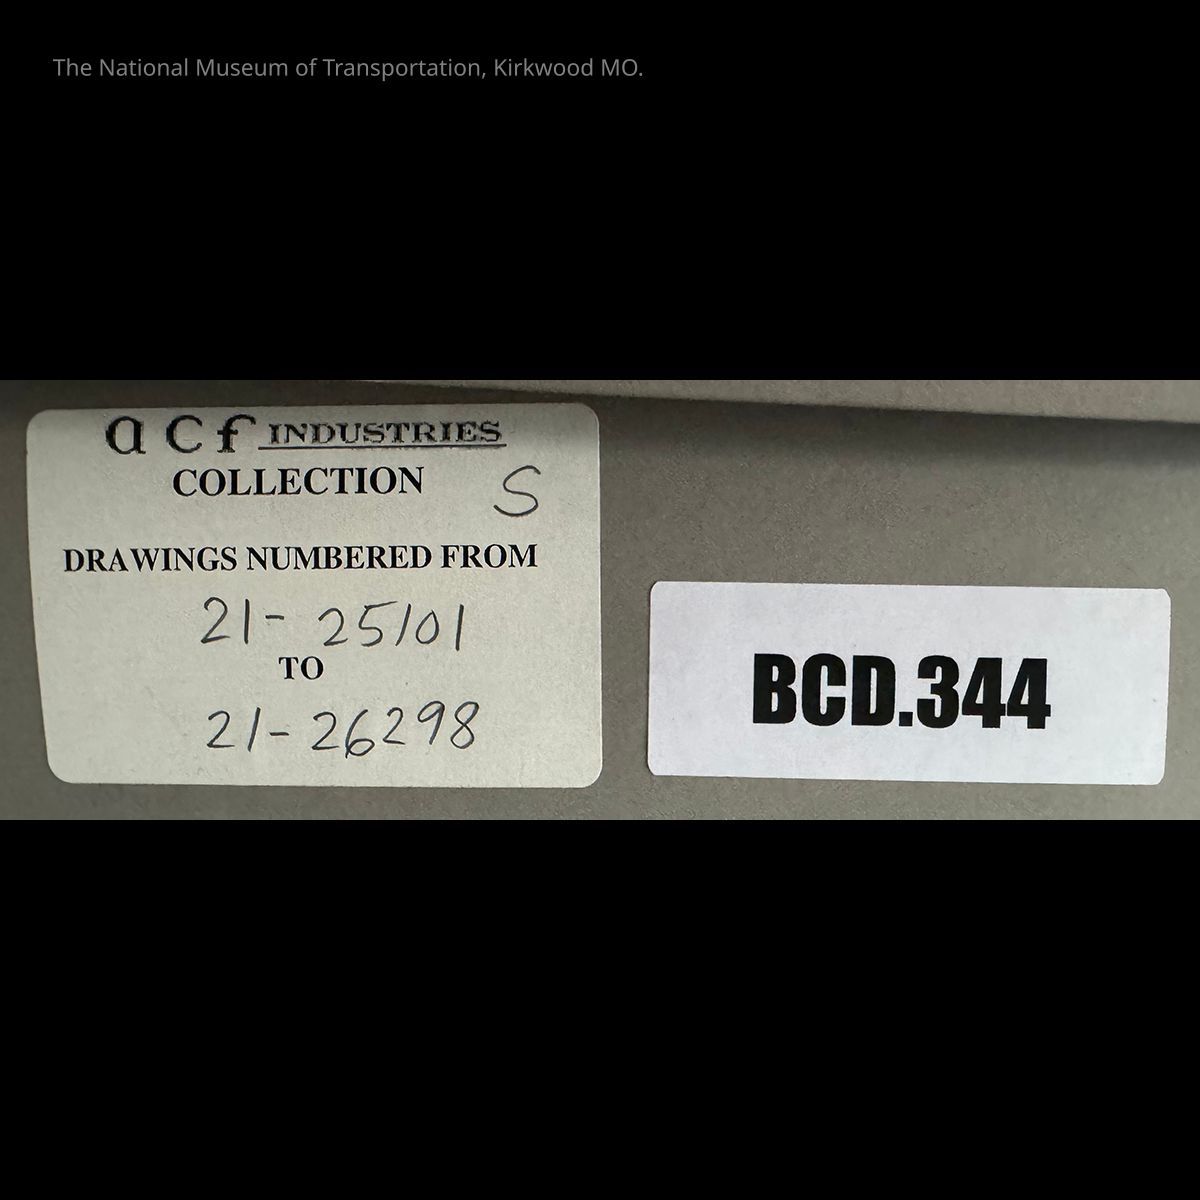 The National Museum of Transportation, Kirkwood MO.
a c f INDUSTRIES
COLLECTION S
DRAWINGS NUMBERED FROM
21- 25101
TO
21-26298
BCD.344